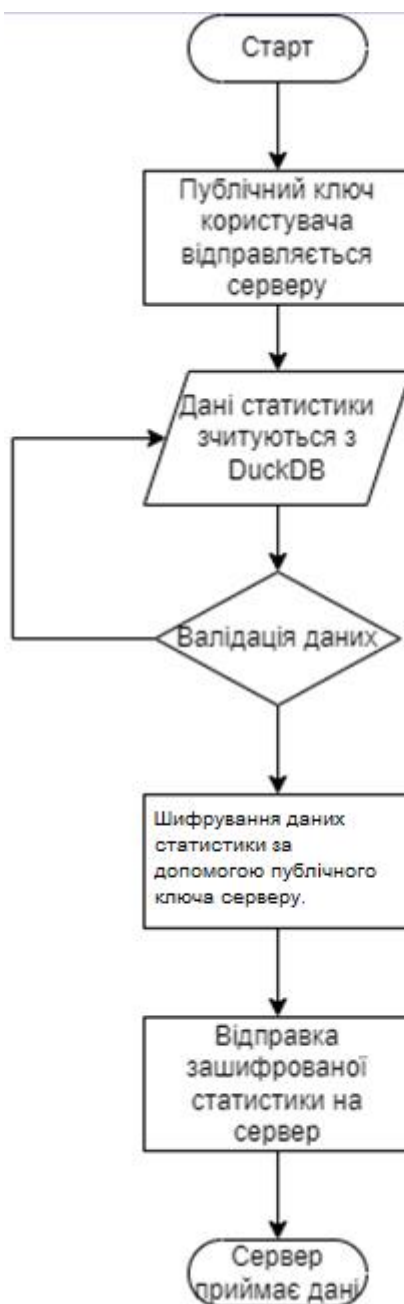 Старт
Публічний ключ
користувача
відправляється
серверу
Дані статистики
зчитуються з
DuckDB
Валідація даних
Шифрування даних
статистики за
допомогою публічного
ключа серверу.
Відправка
зашифрованої
статистики на
сервер
Сервер
приймає дані